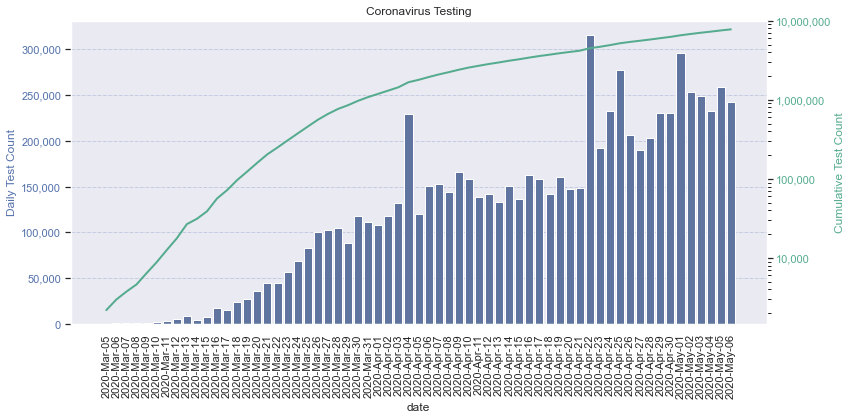 Coronavirus Testing
Daily Test Count
300,000
250,000
200,000
150,000
100,000
50,000
0
10,000,000
1,000,000
100,000
10,000
Cumulative Test Count
2020-Mar-05
2020-Mar-06
2020-Mar-07
2020-Mar-08
2020-Mar-09
2020-Mar-10
2020-Mar-11
2020-Mar-12
2020-Mar-13
2020-Mar-14
2020-Mar-15
2020-Mar-16
2020-Mar-17
2020-Mar-18
2020-Mar-19
2020-Mar-20
2020-Mar-21
2020-Mar-22
2020-Mar-23
2020-Mar-24
2020-Mar-25
2020-Mar-26
2020-Mar-27
2020-Mar-28
2020-Mar-29
2020-Mar-30
2020-Mar-31
2020-Apr-01
2020-Apr-02
2020-Apr-03
2020-Apr-04
2020-Apr-05
2020-Apr-06
2020-Apr-07
2020-Apr-08
2020-Apr-09
2020-Apr-10
2020-Apr-11
2020-Apr-12
2020-Apr-13
2020-Apr-14
2020-Apr-15
2020-Apr-16
2020-Apr-17
2020-Apr-18
2020-Apr-19
2020-Apr-20
2020-Apr-21
2020-Apr-22
2020-Apr-23
2020-Apr-24
2020-Apr-25
2020-Apr-26
2020-Apr-27
2020-Apr-28
2020-Apr-29
2020-Apr-30
2020-May-01
2020-May-02
2020-May-03
2020-May-04
2020-May-05
2020-May-06
date